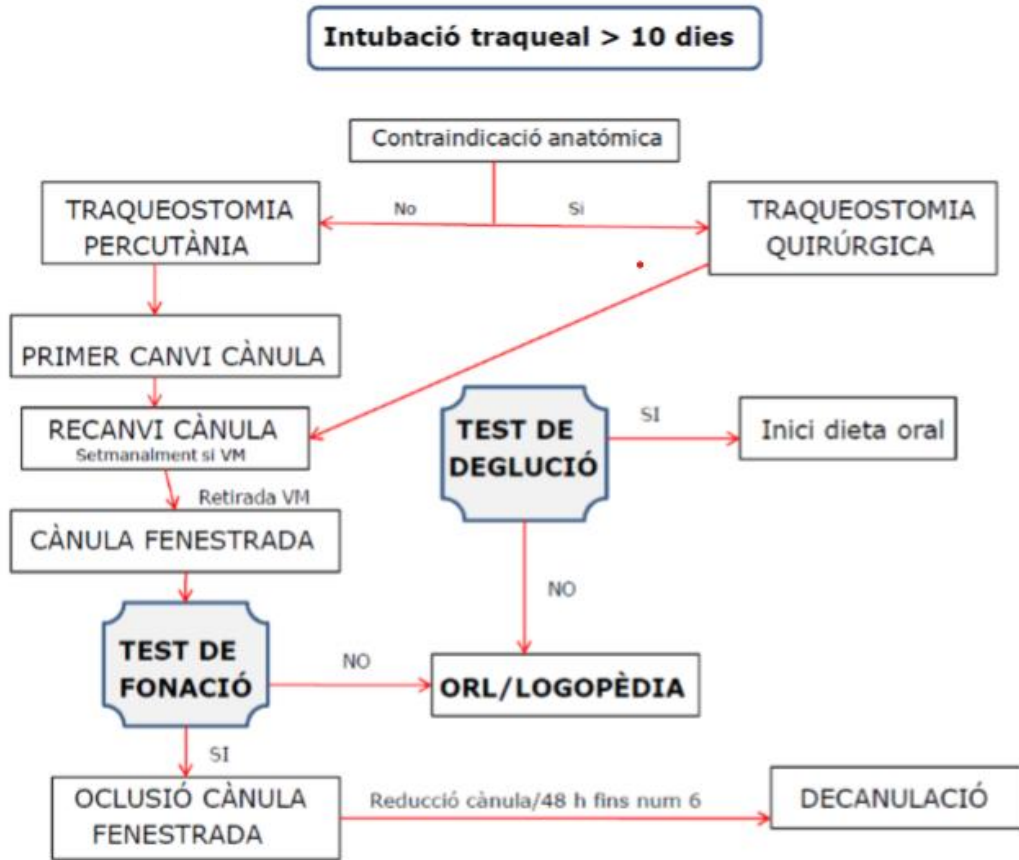 Intubació traqueal > 10 dies
Contraindicació anatómica
No
Si
TRAQUEOSTOMIA
PERCUTÀNIA
TRAQUEOSTOMIA
QUIRÚRGICA
PRIMER CANVI CÀNULA
RECANVI CÀNULA
Setmanalment si VM
TEST DE
DEGLUCIÓ
SI
Inici dieta oral
Retirada VM
CÀNULA FENESTRADA
NO
TEST DE
FONACIÓ
NO
ORL/LOGOPÈDIA
SI
OCLUSIÓ CÀNULA
FENESTRADA
Reducció cànula/48 h fins num 6
DECANULACIÓ